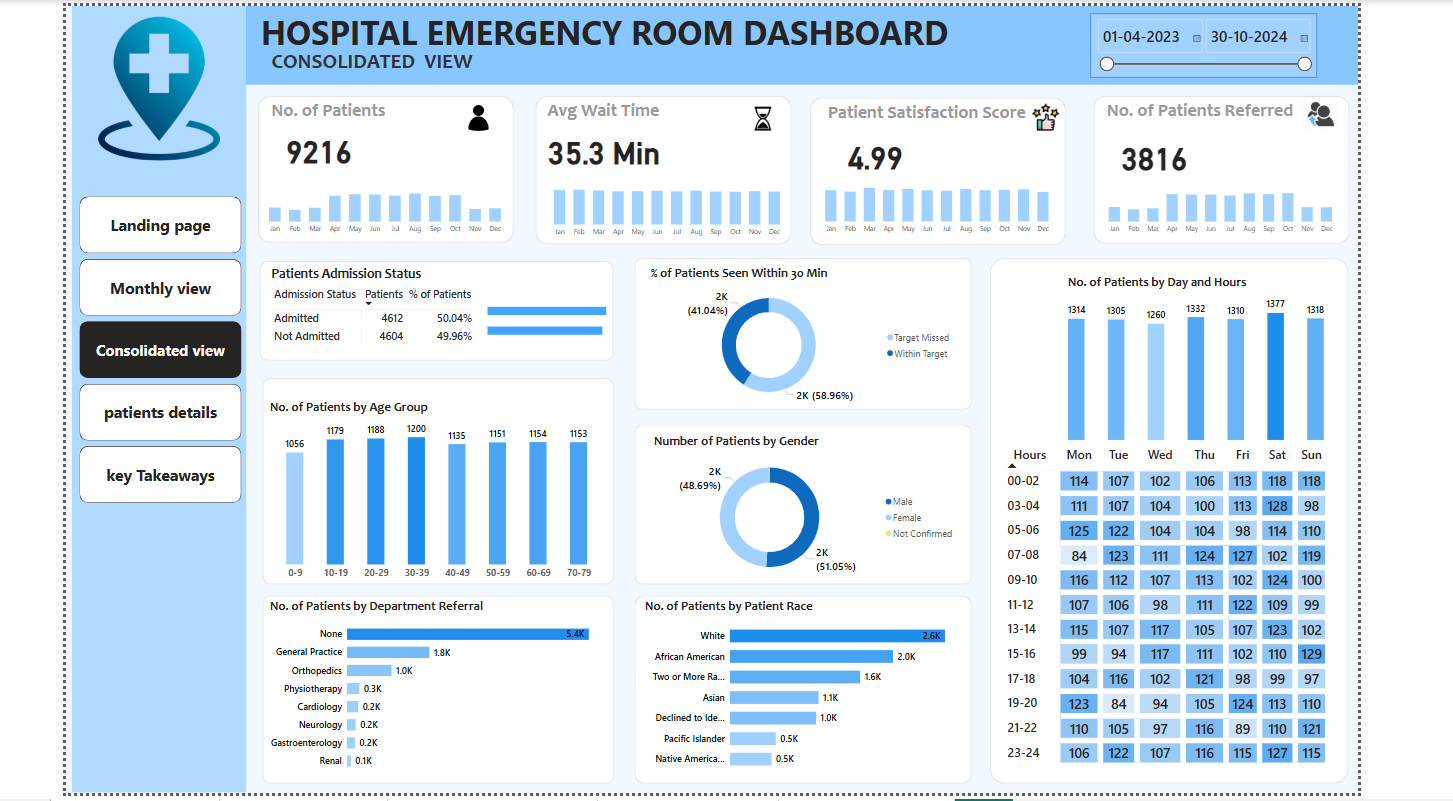 HOSPITAL EMERGENCY ROOM DASHBOARD
CONSOLIDATED VIEW
01-04-2023 30-10-2024
Landing page
Monthly view
Consolidated view
patients details
key Takeaways
No. of Patients
9216
Jan Feb Mar Apr May Jun Jul Aug Sep Oct Nov Dec
Avg Wait Time
35.3 Min
Jan Feb Mar Apr May Jun Jul Aug Sep Oct Nov Dec
Patient Satisfaction Score
4.99
Jan Feb Mar Apr May Jun Jul Aug Sep Oct Nov Dec
No. of Patients Referred
3816
Jan Feb Mar Apr May Jun Jul Aug Sep Oct Nov Dec
Patients Admission Status
Admission Status Patients % of Patients
Admitted 4612 50.04%
Not Admitted 4604 49.96%
No. of Patients by Age Group
1056 1179 1188 1200 1135 1151 1154 1153
0-9 10-19 20-29 30-39 40-49 50-59 60-69 70-79
No. of Patients by Department Referral
None 5.4K
General Practice 1.8K
Orthopedics 1.0K
Physiotherapy 0.3K
Cardiology 0.2K
Neurology 0.2K
Gastroenterology 0.2K
Renal 0.1K
% of Patients Seen Within 30 Min
2K
(41.04%)
Target Missed
Within Target
2K (58.96%)
Number of Patients by Gender
2K
(48.69%)
Male
Female
Not Confirmed
2K
(51.05%)
No. of Patients by Patient Race
White 2.6K
African American 2.0K
Two or More Ra... 1.6K
Asian 1.1K
Declined to Ide... 1.0K
Pacific Islander 0.5K
Native America... 0.5K
No. of Patients by Day and Hours
1314 1305 1260 1332 1310 1377 1318
Hours Mon Tue Wed Thu Fri Sat Sun
00-02 114 107 102 106 113 118 118
03-04 111 107 104 100 113 128 98
05-06 125 122 104 104 98 114 110
07-08 84 123 111 124 127 102 119
09-10 116 112 107 113 102 124 100
11-12 107 106 98 111 122 109 99
13-14 115 107 117 105 107 123 102
15-16 99 94 117 111 102 110 129
17-18 104 116 102 121 98 99 97
19-20 123 84 94 105 124 113 110
21-22 110 105 97 116 89 110 121
23-24 106 122 107 116 115 127 115